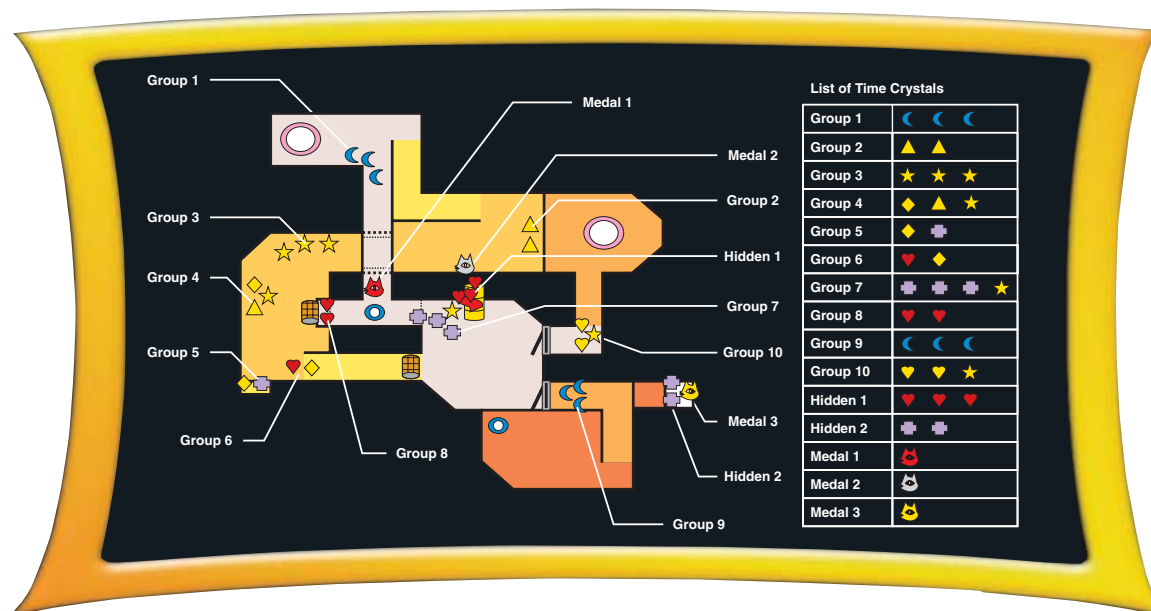 Group 1
Medal 1
Medal 2
Group 2
Group 3
Hidden 1
Group 4
Group 7
Group 5
Group 10
Medal 3
Group 6
Group 8
Hidden 2
Group 9
List of Time Crystals
Group 1
Group 2
Group 3
Group 4
Group 5
Group 6
Group 7
Group 8
Group 9
Group 10
Hidden 1
Hidden 2
Medal 1
Medal 2
Medal 3